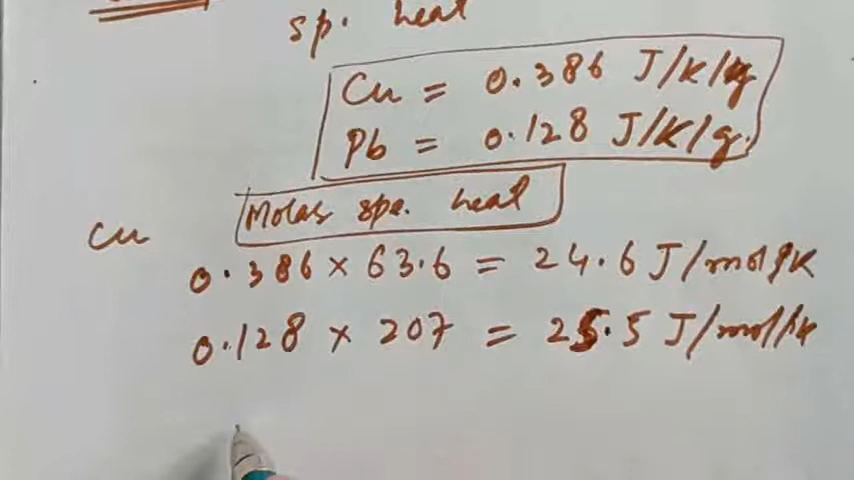 sp. heat
Cu = 0.386 J/K/g
Pb = 0.128 J/K/g.
Molar spe. heat
Cu
0.386 × 63.6 = 24.6 J/mol/K
0.128 × 207 = 25.5 J/mol/K